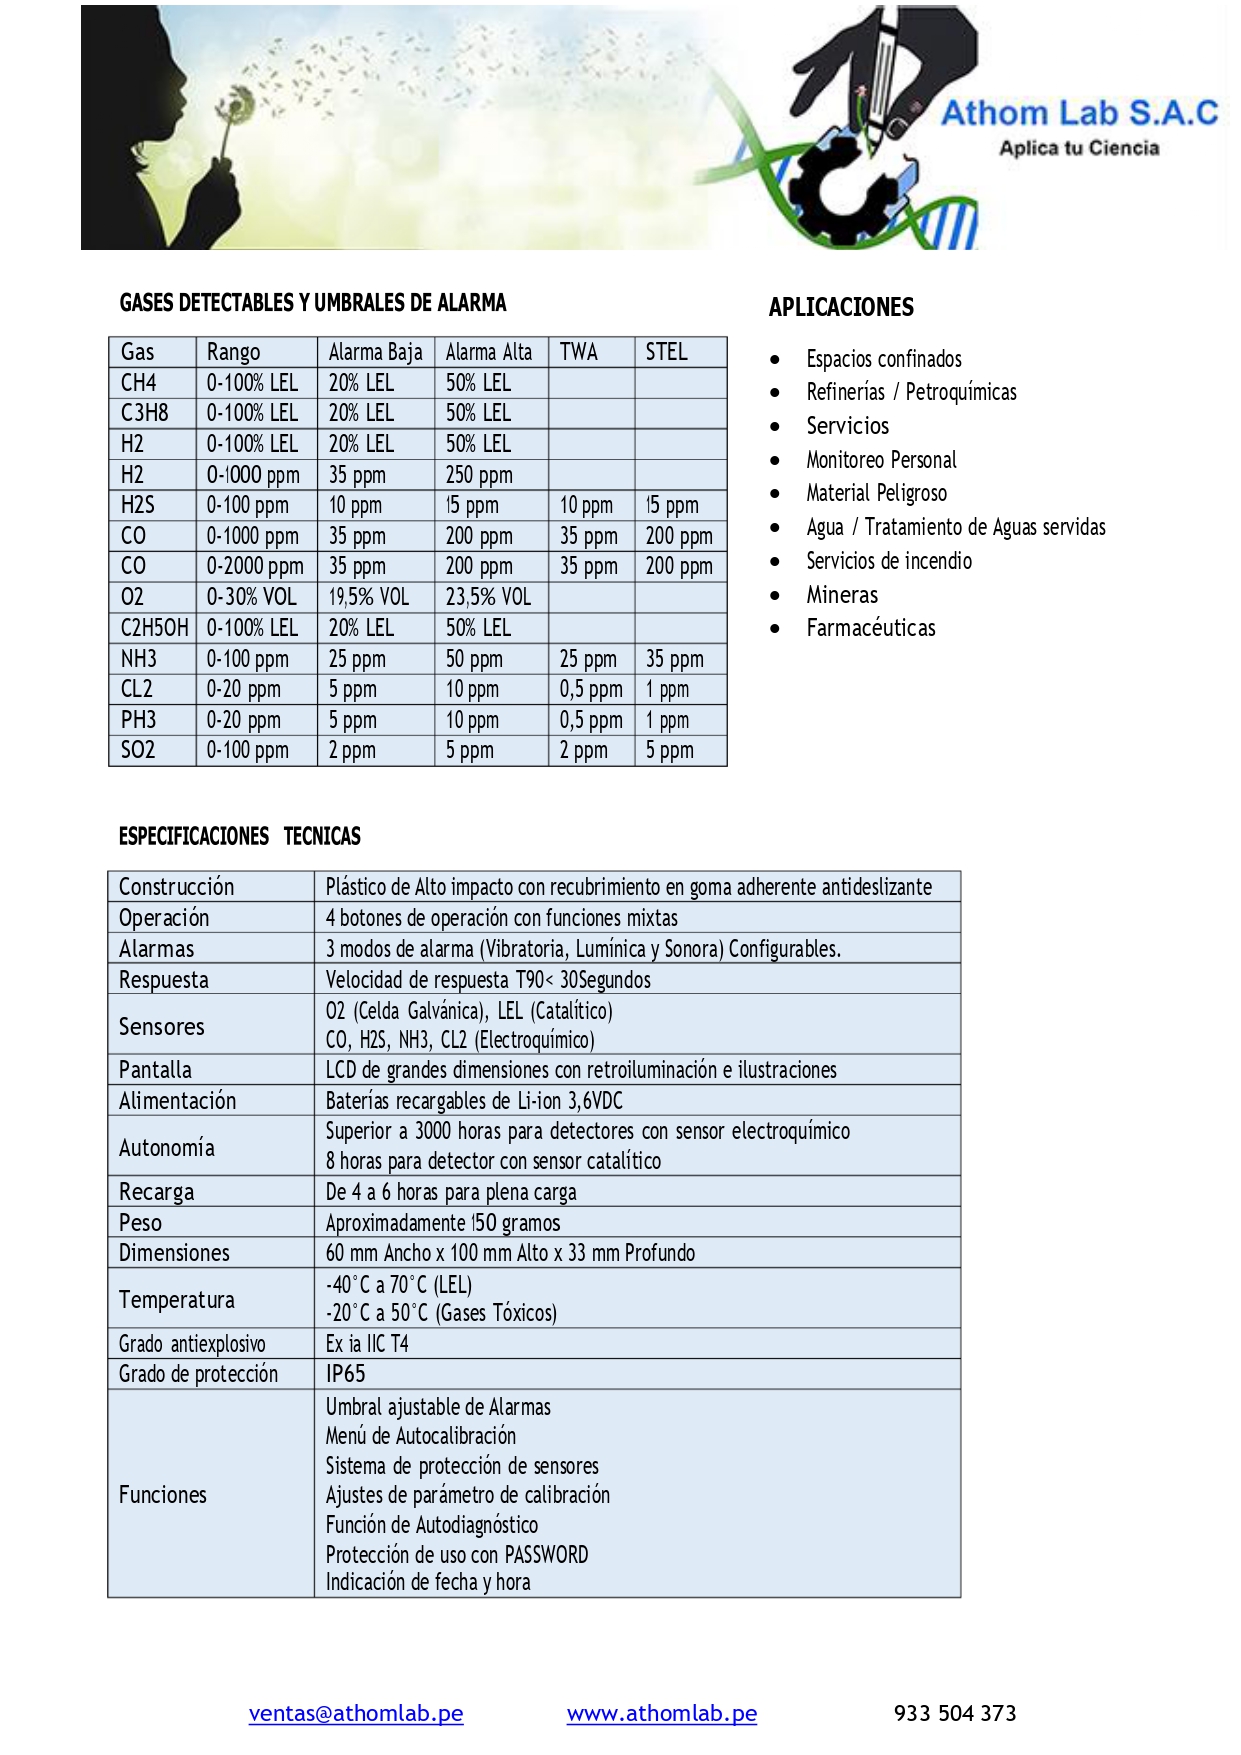 Athom Lab S.A.C
Aplica tu Ciencia
GASES DETECTABLES Y UMBRALES DE ALARMA
Gas Rango Alarma Baja Alarma Alta TWA STEL
CH4 0-100% LEL 20% LEL 50% LEL
C3H8 0-100% LEL 20% LEL 50% LEL
H2 0-100% LEL 20% LEL 50% LEL
H2 0-1000 ppm 35 ppm 250 ppm
H2S 0-100 ppm 10 ppm 15 ppm 10 ppm 15 ppm
CO 0-1000 ppm 35 ppm 200 ppm 35 ppm 200 ppm
CO 0-2000 ppm 35 ppm 200 ppm 35 ppm 200 ppm
O2 0-30% VOL 19,5% VOL 23,5% VOL
C2H5OH 0-100% LEL 20% LEL 50% LEL
NH3 0-100 ppm 25 ppm 50 ppm 25 ppm 35 ppm
CL2 0-20 ppm 5 ppm 10 ppm 0,5 ppm 1 ppm
PH3 0-20 ppm 5 ppm 10 ppm 0,5 ppm 1 ppm
SO2 0-100 ppm 2 ppm 5 ppm 2 ppm 5 ppm
APLICACIONES
• Espacios confinados
• Refinerías / Petroquímicas
• Servicios
• Monitoreo Personal
• Material Peligroso
• Agua / Tratamiento de Aguas servidas
• Servicios de incendio
• Mineras
• Farmacéuticas
ESPECIFICACIONES TECNICAS
Construcción Plástico de Alto impacto con recubrimiento en goma adherente antideslizante
Operación 4 botones de operación con funciones mixtas
Alarmas 3 modos de alarma (Vibratoria, Lumínica y Sonora) Configurables.
Respuesta Velocidad de respuesta T90< 30Segundos
Sensores O2 (Celda Galvánica), LEL (Catalítico)
CO, H2S, NH3, CL2 (Electroquímico)
Pantalla LCD de grandes dimensiones con retroiluminación e ilustraciones
Alimentación Baterías recargables de Li-ion 3,6VDC
Autonomía Superior a 3000 horas para detectores con sensor electroquímico
8 horas para detector con sensor catalítico
Recarga De 4 a 6 horas para plena carga
Peso Aproximadamente 150 gramos
Dimensiones 60 mm Ancho x 100 mm Alto x 33 mm Profundo
Temperatura -40°C a 70°C (LEL)
-20°C a 50°C (Gases Tóxicos)
Grado antiexplosivo Ex ia IIC T4
Grado de protección IP65
Funciones Umbral ajustable de Alarmas
Menú de Autocalibración
Sistema de protección de sensores
Ajustes de parámetro de calibración
Función de Autodiagnóstico
Protección de uso con PASSWORD
Indicación de fecha y hora
ventas@athomlab.pe www.athomlab.pe 933 504 373